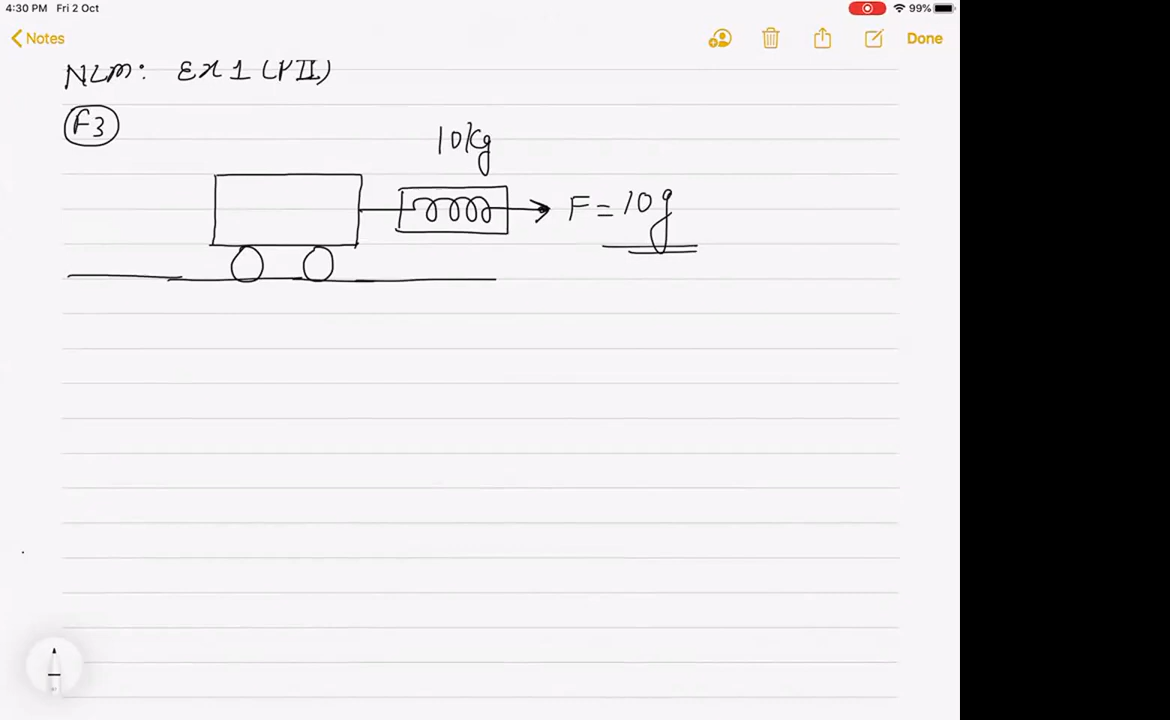 4:30 PM Fri 2 Oct
99%
Notes
Done
NLM: Ex 1 (PII)
F3
10kg
F = 10g